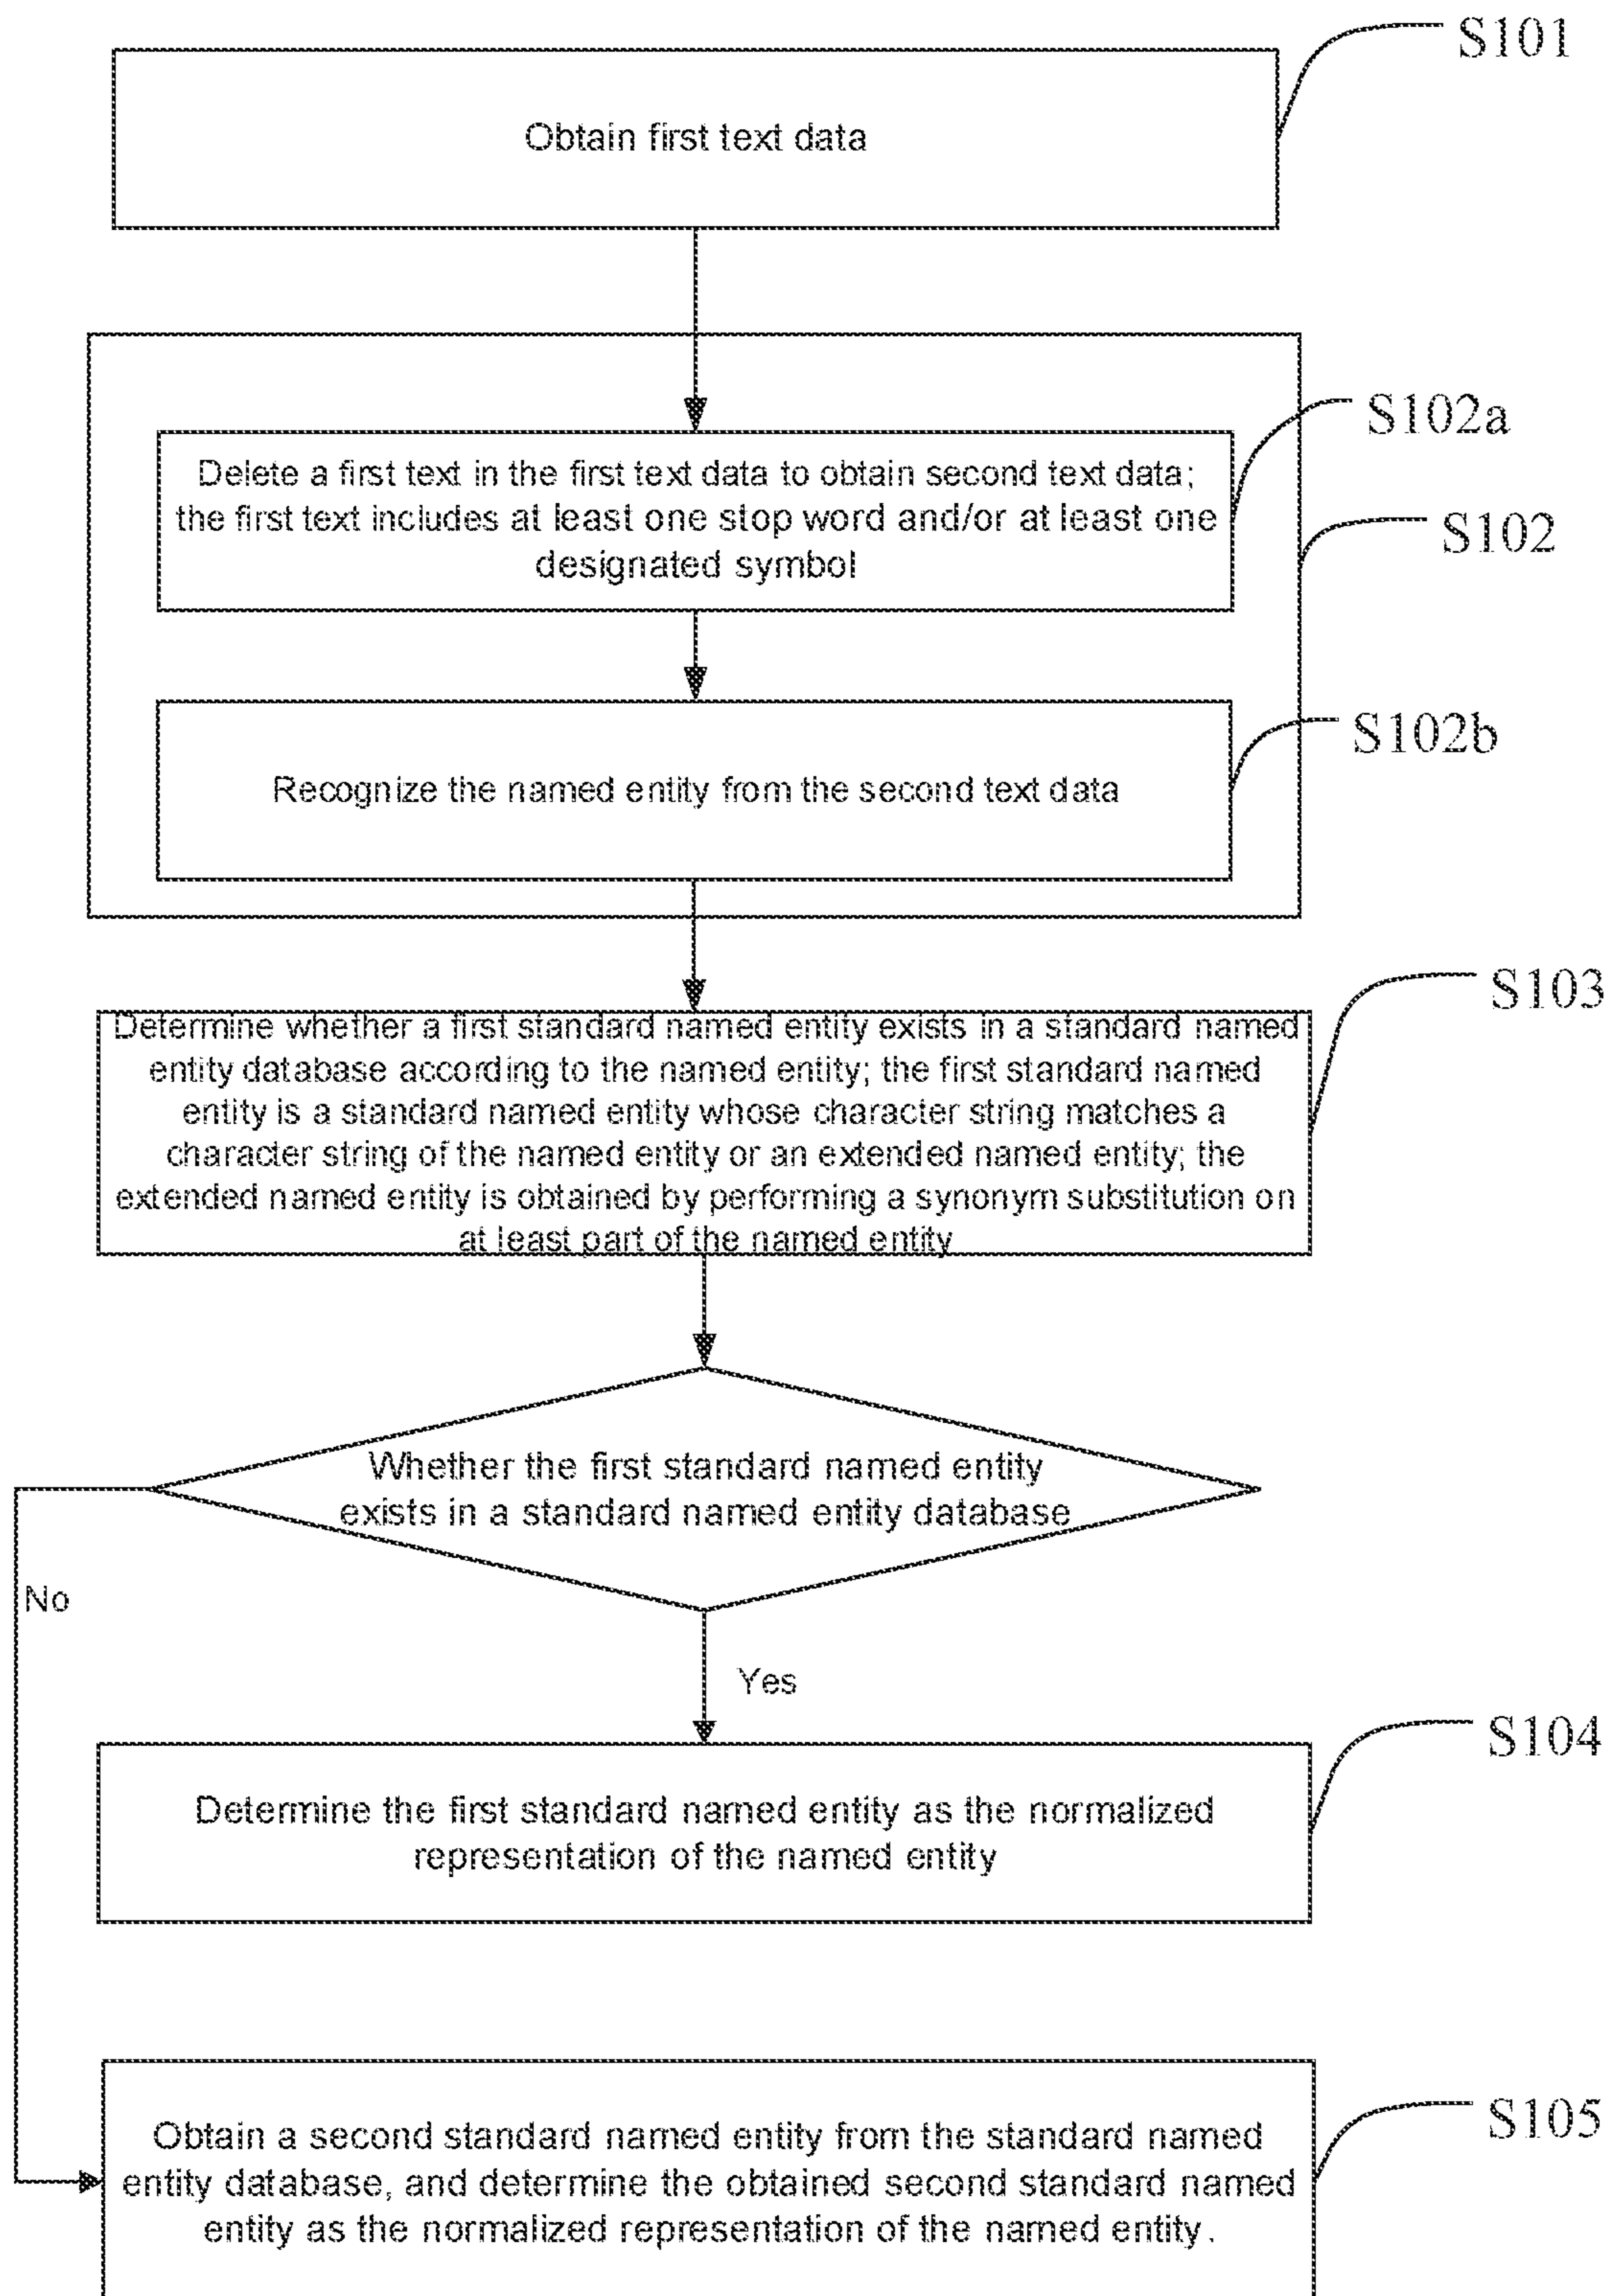 S101
Obtain first text data
S102a
Delete a first text in the first text data to obtain second text data;
the first text includes at least one stop word and/or at least one
designated symbol
S102
S102b
Recognize the named entity from the second text data
S103
Determine whether a first standard named entity exists in a standard named
entity database according to the named entity; the first standard named
entity is a standard named entity whose character string matches a
character string of the named entity or an extended named entity; the
extended named entity is obtained by performing a synonym substitution on
at least part of the named entity
Whether the first standard named entity
exists in a standard named entity database
No
Yes
S104
Determine the first standard named entity as the normalized
representation of the named entity
S105
Obtain a second standard named entity from the standard named
entity database, and determine the obtained second standard named
entity as the normalized representation of the named entity.